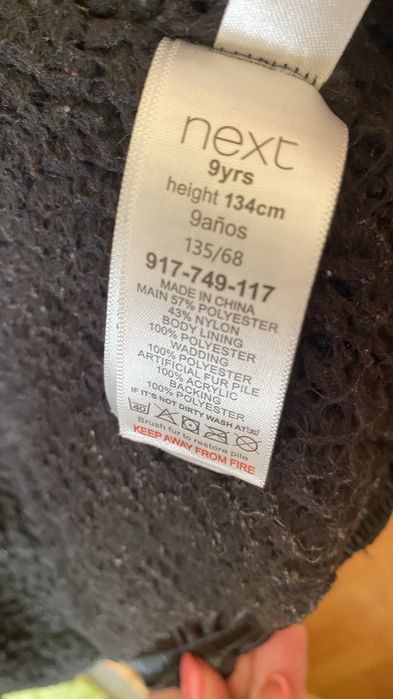 next
9yrs
height 134cm
9años
135/68
917-749-117
MADE IN CHINA
MAIN 57% POLYESTER
43% NYLON
BODY LINING
100% POLYESTER
WADDING
100% POLYESTER
ARTIFICIAL FUR PILE
100% ACRYLIC
BACKING
100% POLYESTER
IF IT'S NOT DIRTY WASH AT
40
Brush fur to restore pile
KEEP AWAY FROM FIRE